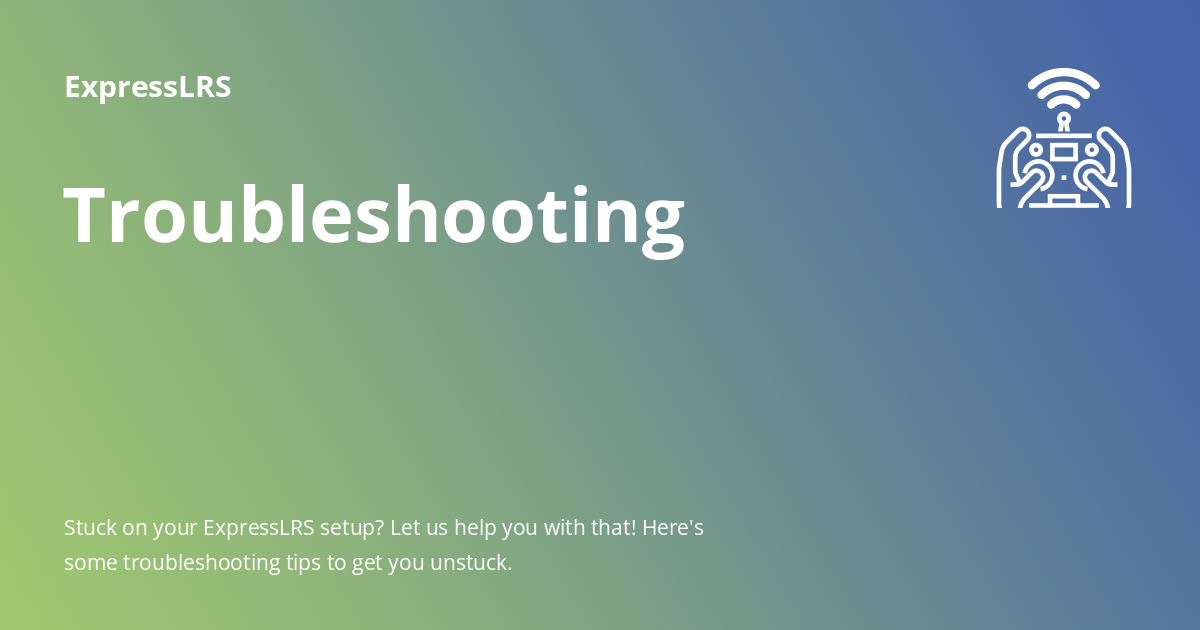 ExpressLRS
Troubleshooting
Stuck on your ExpressLRS setup? Let us help you with that! Here's
some troubleshooting tips to get you unstuck.